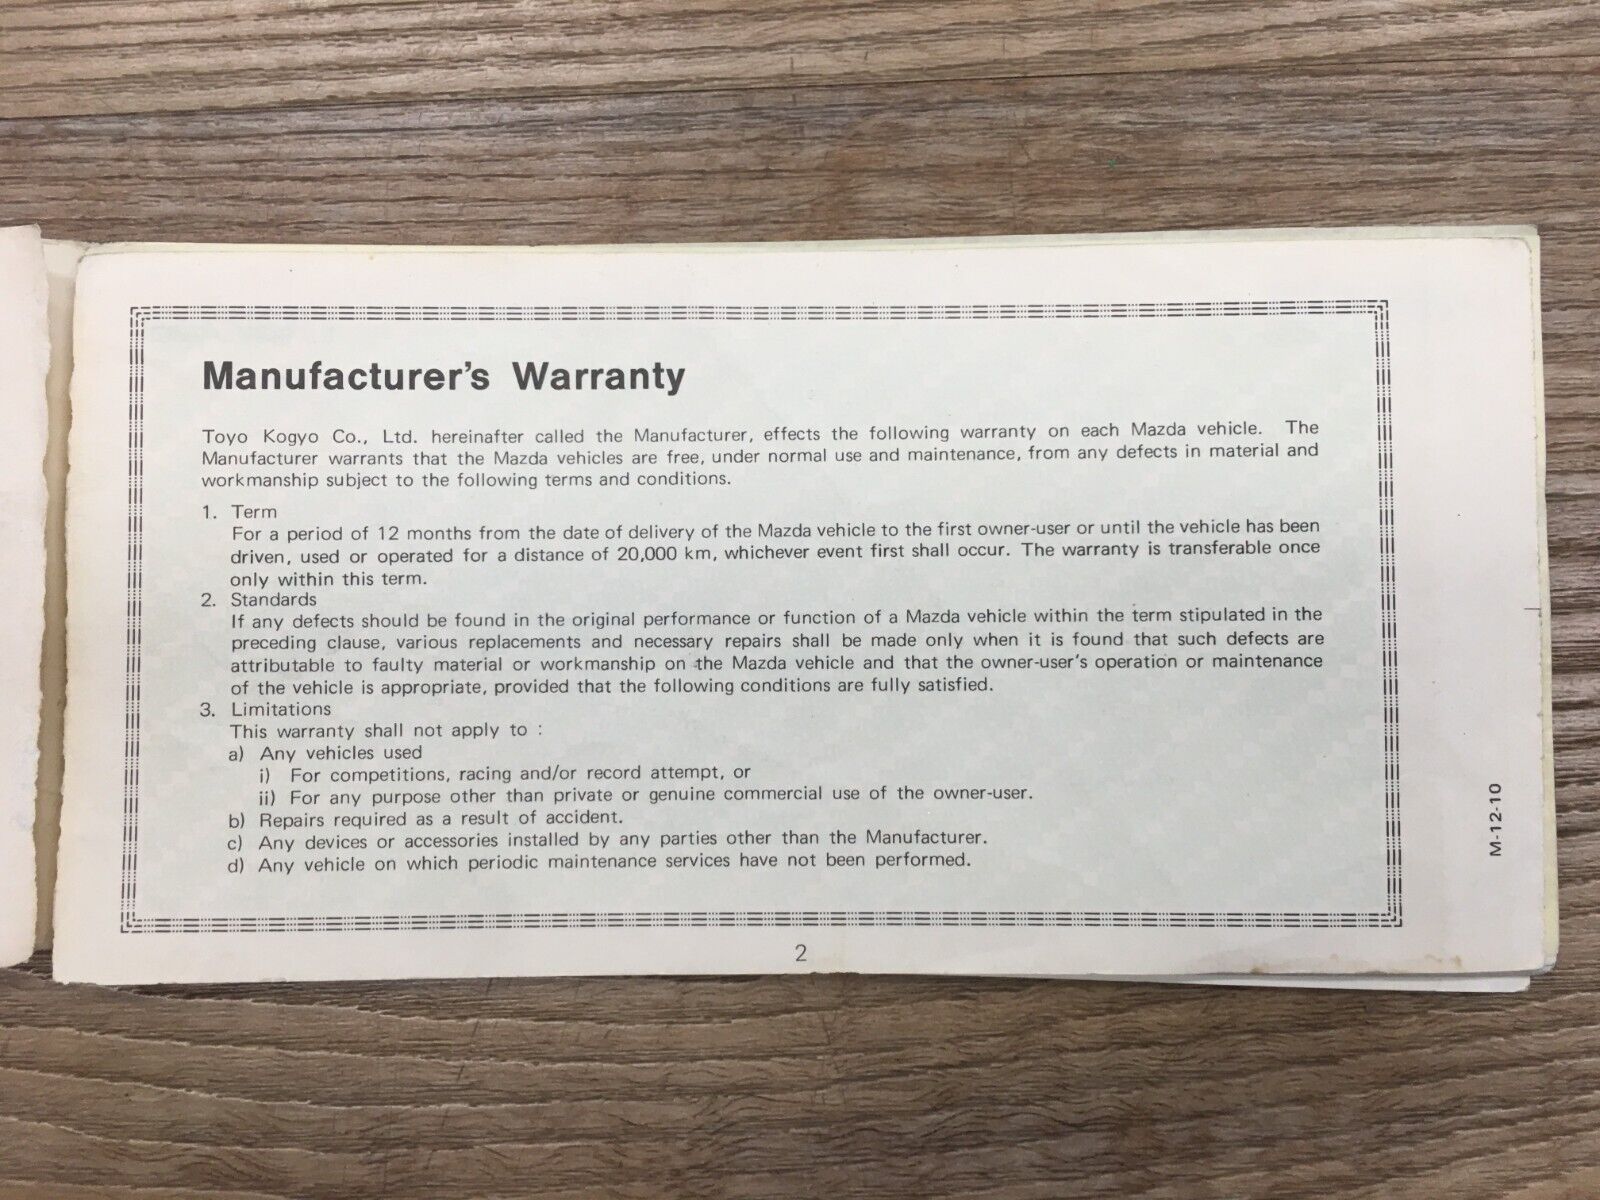 Manufacturer's Warranty
Toyo Kogyo Co., Ltd. hereinafter called the Manufacturer, effects the following warranty on each Mazda vehicle. The
Manufacturer warrants that the Mazda vehicles are free, under normal use and maintenance, from any defects in material and
workmanship subject to the following terms and conditions.
1. Term
For a period of 12 months from the date of delivery of the Mazda vehicle to the first owner-user or until the vehicle has been
driven, used or operated for a distance of 20,000 km, whichever event first shall occur. The warranty is transferable once
only within this term.
2. Standards
If any defects should be found in the original performance or function of a Mazda vehicle within the term stipulated in the
preceding clause, various replacements and necessary repairs shall be made only when it is found that such defects are
attributable to faulty material or workmanship on the Mazda vehicle and that the owner-user's operation or maintenance
of the vehicle is appropriate, provided that the following conditions are fully satisfied.
3. Limitations
This warranty shall not apply to :
a) Any vehicles used
i) For competitions, racing and/or record attempt, or
ii) For any purpose other than private or genuine commercial use of the owner-user.
b) Repairs required as a result of accident.
c) Any devices or accessories installed by any parties other than the Manufacturer.
d) Any vehicle on which periodic maintenance services have not been performed.
2
M-12-10